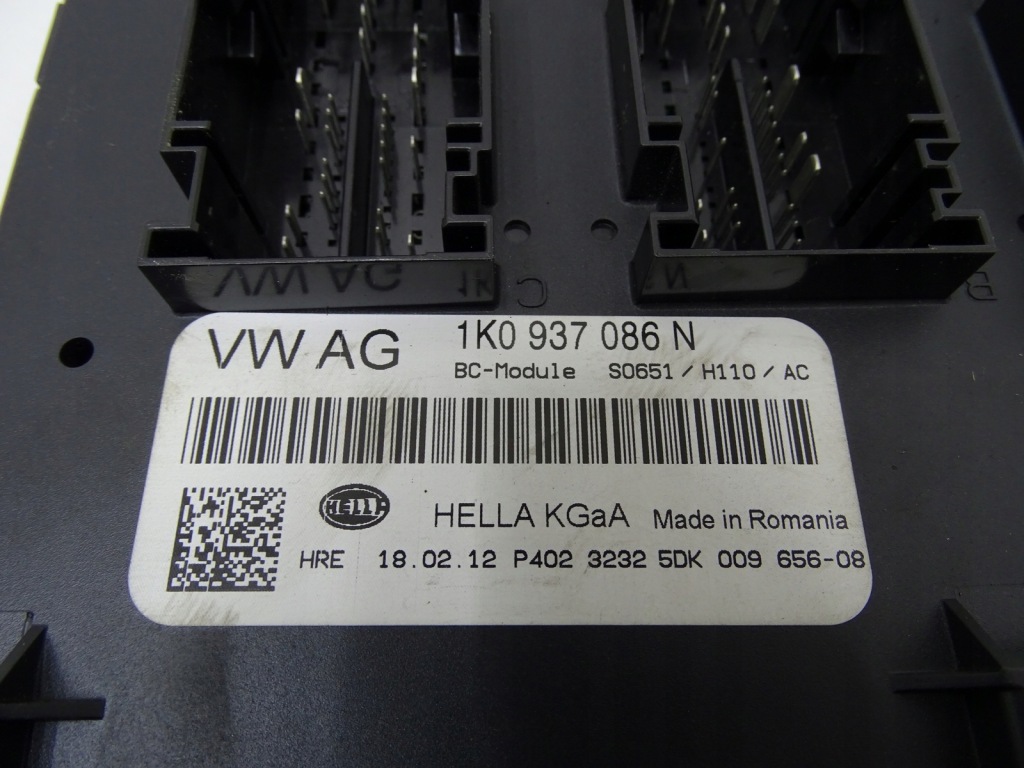 C
B
VW AG 1K0 937 086 N
BC-Module S0651 / H110 / AC
HELLA HELLA KGaA Made in Romania
HRE 18.02.12 P402 3232 5DK 009 656-08